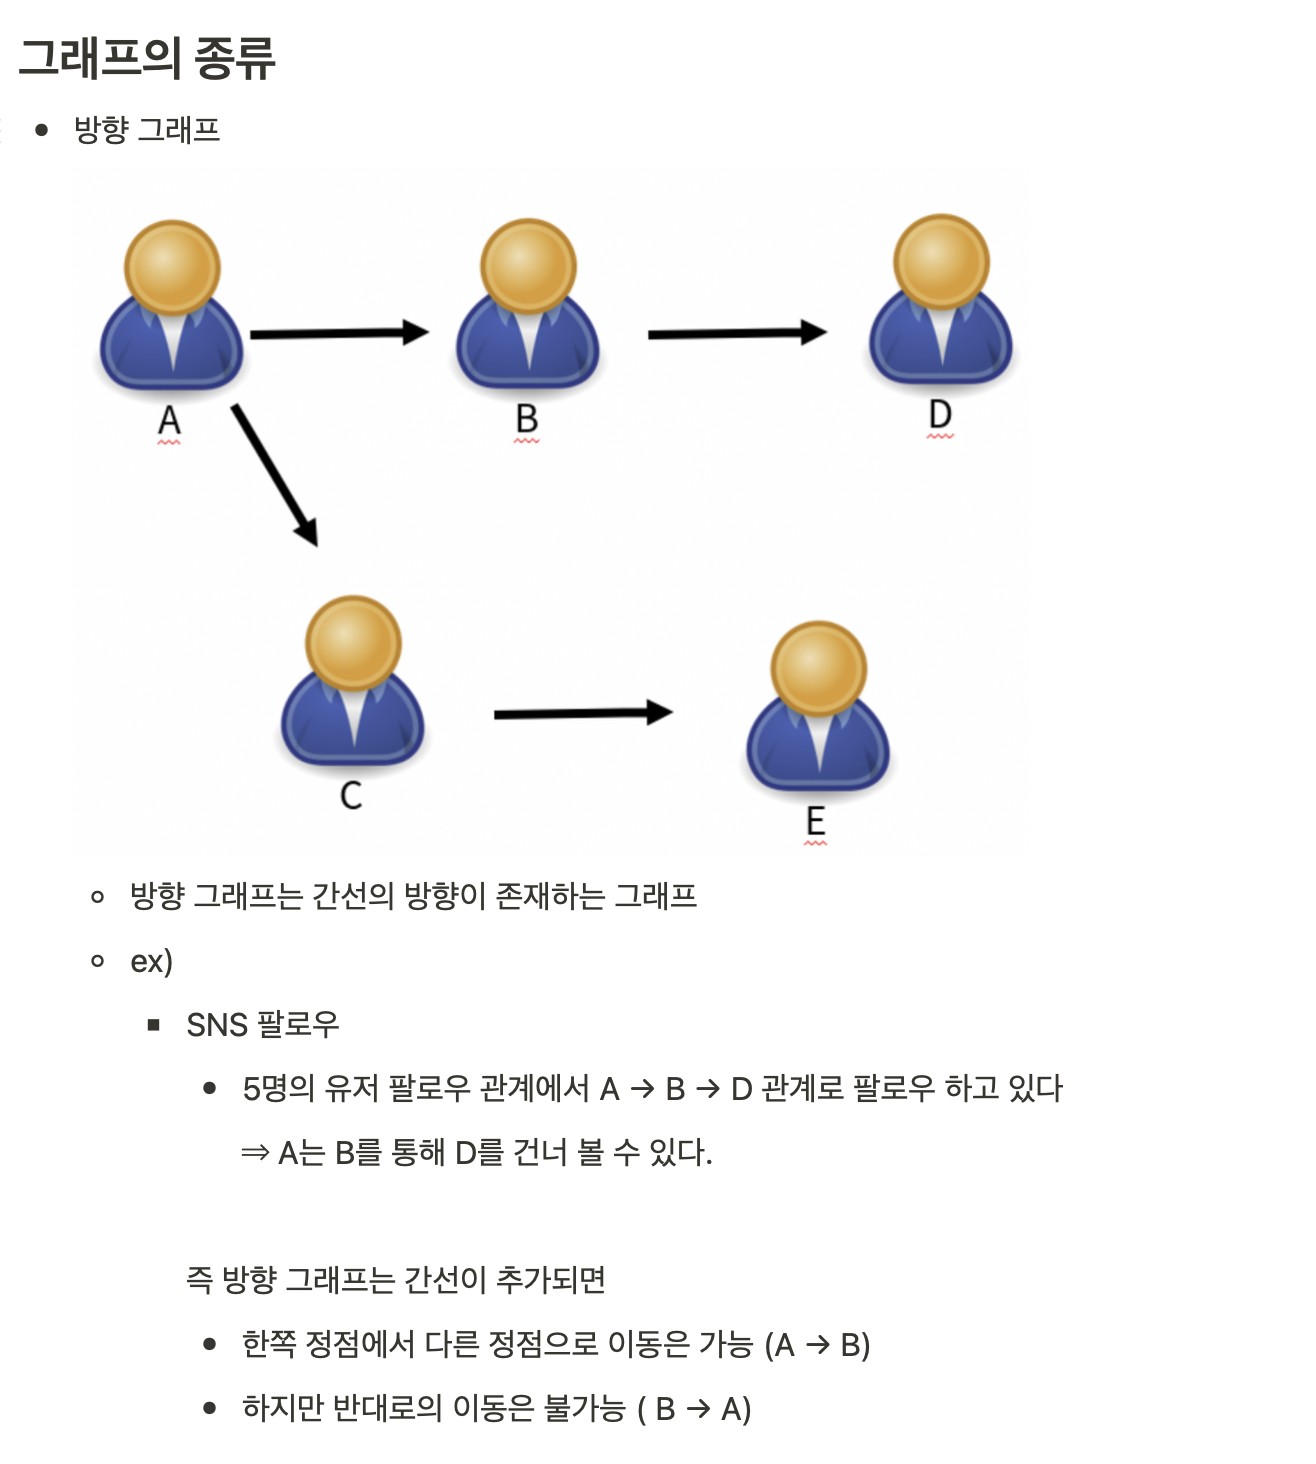 그래프의 종류
• 방향 그래프
A
B
D
C
E
방향 그래프는 간선의 방향이 존재하는 그래프
ex)
SNS 팔로우
5명의 유저 팔로우 관계에서 A → B → D 관계로 팔로우 하고 있다
⇒ A는 B를 통해 D를 건너 볼 수 있다.
즉 방향 그래프는 간선이 추가되면
한쪽 정점에서 다른 정점으로 이동은 가능 (A → B)
하지만 반대로의 이동은 불가능 ( B → A)